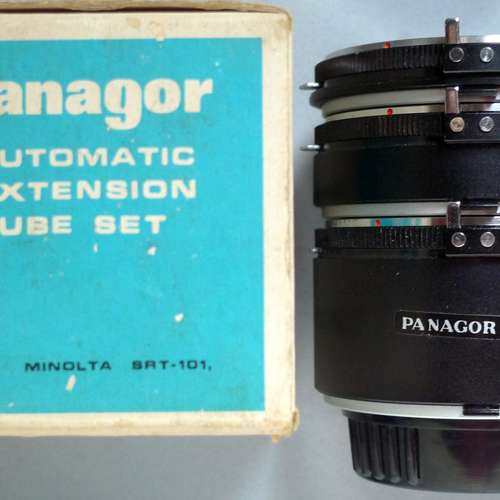 anagor
UTOMATIC
XTENSION
UBE SET
MINOLTA SRT-101,
PANAGOR